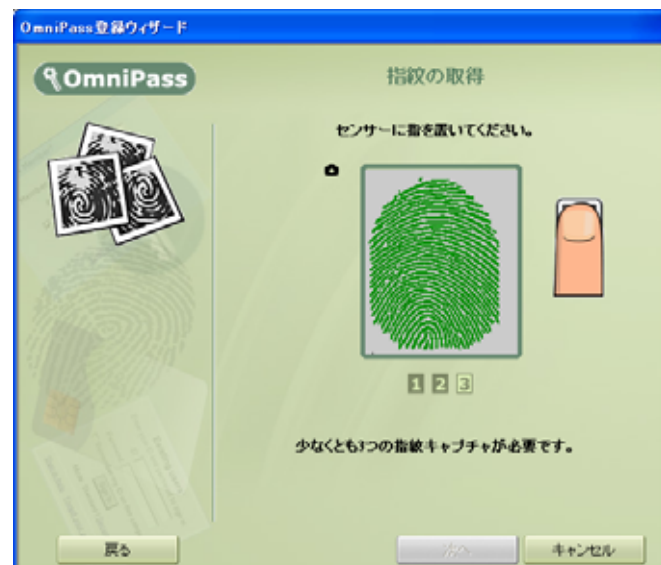 OmniPass登録ウィザード
OmniPass
指紋の取得
センサーに指を置いてください。
1 2 3
少なくとも3つの指紋キャプチャが必要です。
戻る
次へ
キャンセル